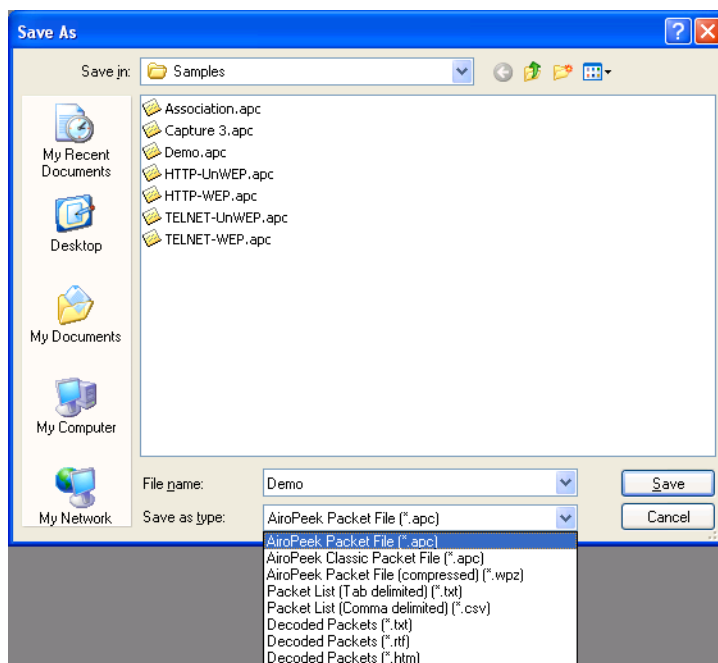 Save As
Save in:
Samples
My Recent
Documents
Desktop
My Documents
My Computer
My Network
Association.apc
Capture 3.apc
Demo.apc
HTTP-UnWEP.apc
HTTP-WEP.apc
TELNET-UnWEP.apc
TELNET-WEP.apc
File name:
Demo
Save
Save as type:
AiroPeek Packet File (*.apc)
Cancel
AiroPeek Packet File (*.apc)
AiroPeek Classic Packet File (*.apc)
AiroPeek Packet File (compressed) (*.wpz)
Packet List (Tab delimited) (*.txt)
Packet List (Comma delimited) (*.csv)
Decoded Packets (*.txt)
Decoded Packets (*.rtf)
Decoded Packets (*.htm)